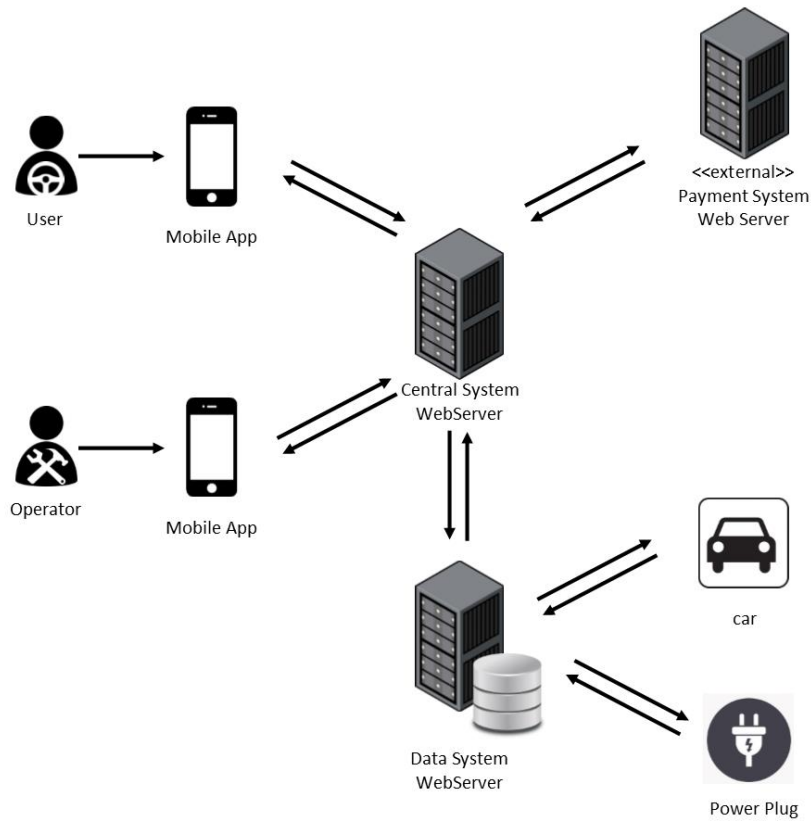 <<external>>
Payment System
Web Server
User
Mobile App
Central System
WebServer
Operator
Mobile App
car
Data System
WebServer
Power Plug